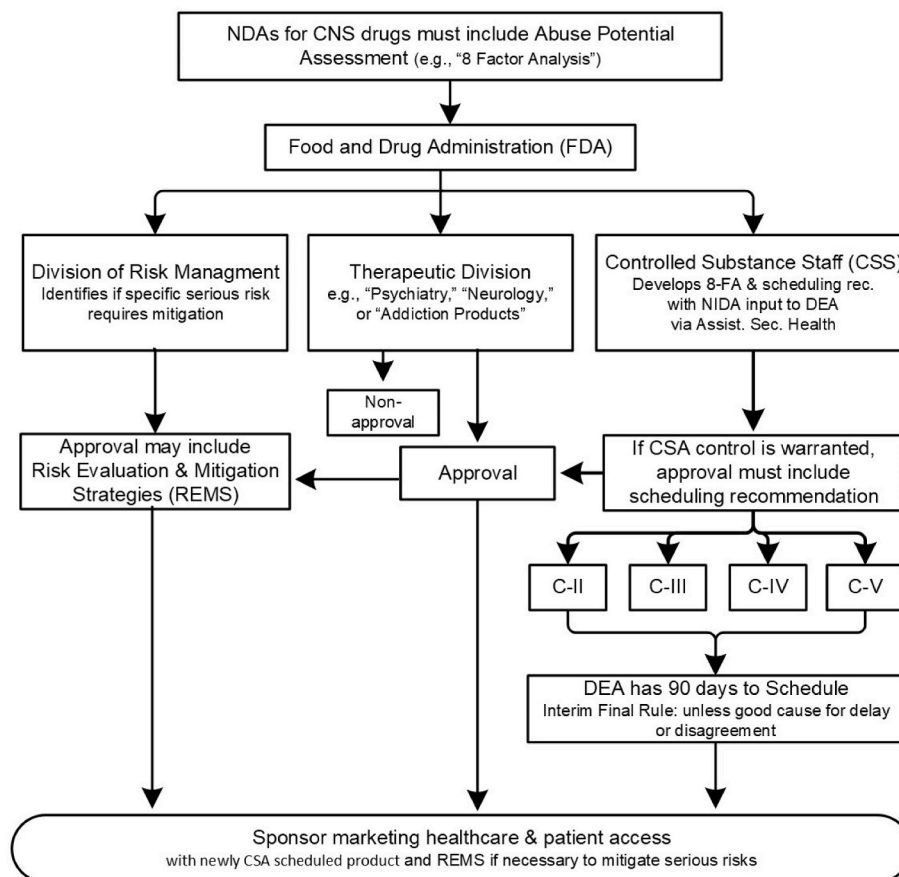 NDAs for CNS drugs must include Abuse Potential
Assessment (e.g., “8 Factor Analysis”)
Food and Drug Administration (FDA)
Division of Risk Managment
Identifies if specific serious risk
requires mitigation
Therapeutic Division
e.g., “Psychiatry,” “Neurology,”
or “Addiction Products”
Controlled Substance Staff (CSS)
Develops 8-FA & scheduling rec.
with NIDA input to DEA
via Assist. Sec. Health
Non-
approval
Approval may include
Risk Evaluation & Mitigation
Strategies (REMS)
Approval
If CSA control is warranted,
approval must include
scheduling recommendation
C-II
C-III
C-IV
C-V
DEA has 90 days to Schedule
Interim Final Rule: unless good cause for delay
or disagreement
Sponsor marketing healthcare & patient access
with newly CSA scheduled product and REMS if necessary to mitigate serious risks